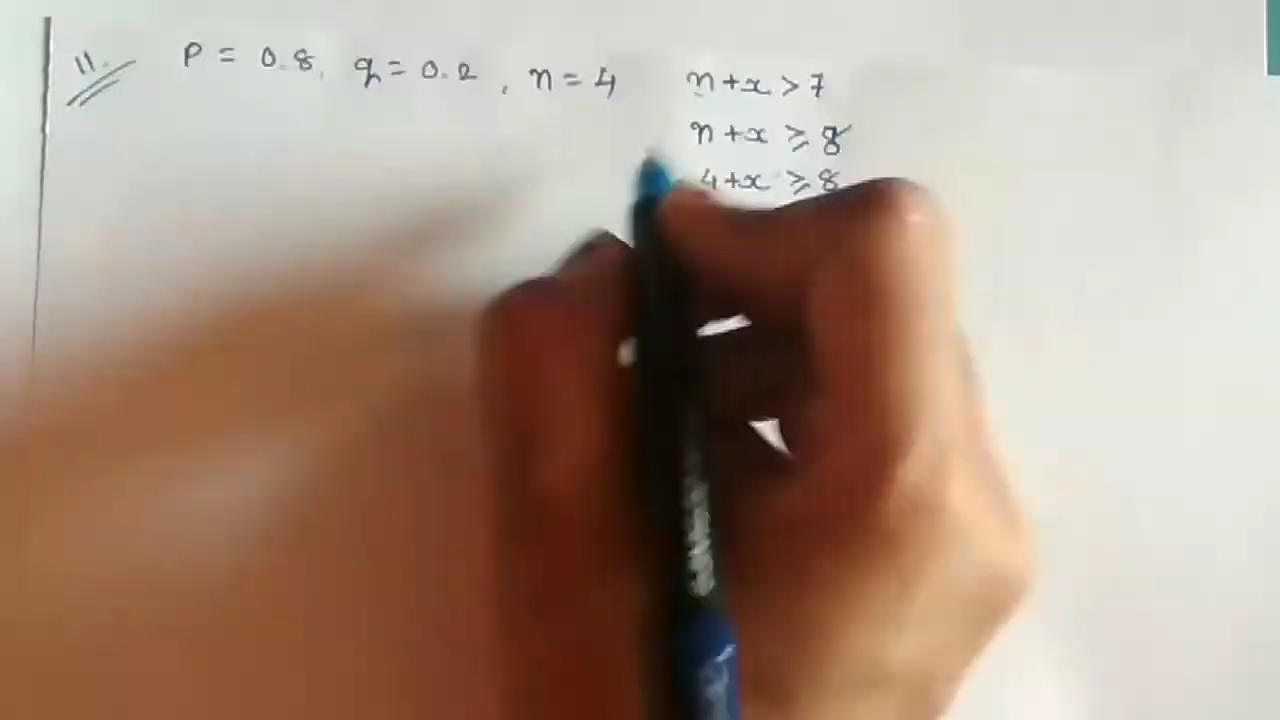 11. P = 0.8, q = 0.2, n = 4
n + x > 7
n + x ≥ 8
4 + x ≥ 8